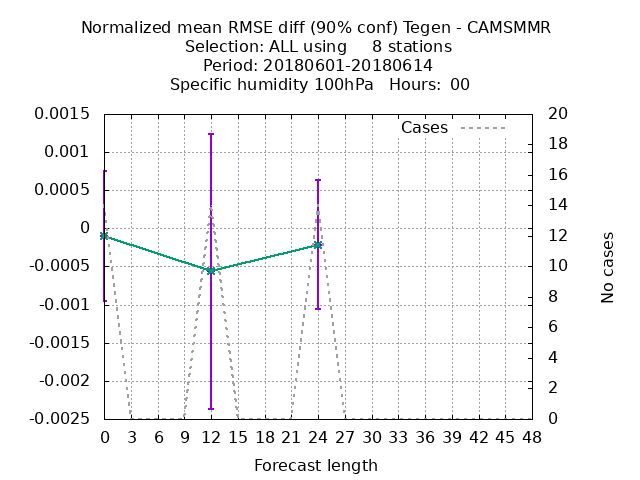 Normalized mean RMSE diff (90% conf) Tegen - CAMSMMR
Selection: ALL using     8 stations
Period: 20180601-20180614
Specific humidity 100hPa   Hours:  00
Cases
0.0015
0.001
0.0005
0
-0.0005
-0.001
-0.0015
-0.002
-0.0025
20
18
16
14
12
10
8
6
4
2
0
No cases
0 3 6 9 12 15 18 21 24 27 30 33 36 39 42 45 48
Forecast length